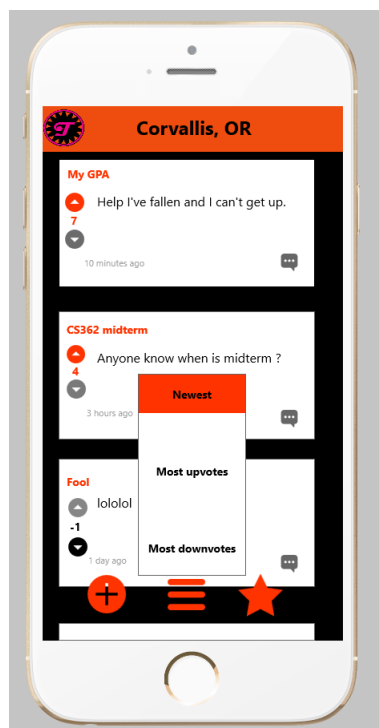 T
Corvallis, OR
My GPA
Help I've fallen and I can't get up.
7
10 minutes ago
CS362 midterm
Anyone know when is midterm ?
4
3 hours ago
Newest
Most upvotes
Most downvotes
Fool
lololol
-1
1 day ago